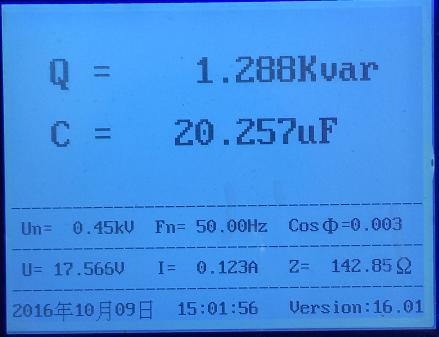 Q = 1.288Kvar
C = 20.257uF
Un= 0.45kV Fn= 50.00Hz CosΦ=0.003
U= 17.566V I= 0.123A Z= 142.85Ω
2016年10月09日 15:01:56 Version:16.01